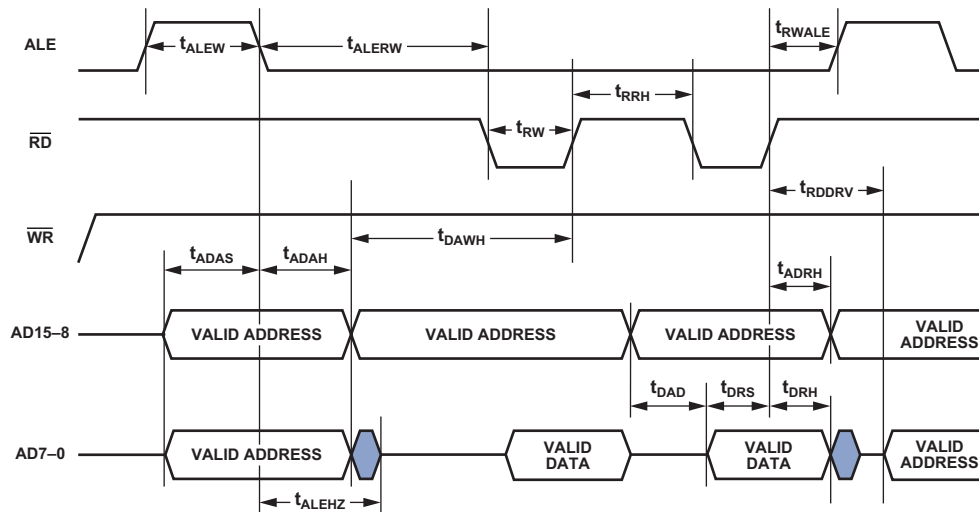 ALE
tALEW
tALERW
tRWALE
tRRH
RD
tRW
tRDDRV
WR
tDAWH
tADAS
tADAH
tADRH
AD15–8
VALID ADDRESS
VALID ADDRESS
VALID ADDRESS
VALID
ADDRESS
tDAD
tDRS
tDRH
AD7–0
VALID ADDRESS
VALID
DATA
VALID
DATA
VALID
ADDRESS
tALEHZ